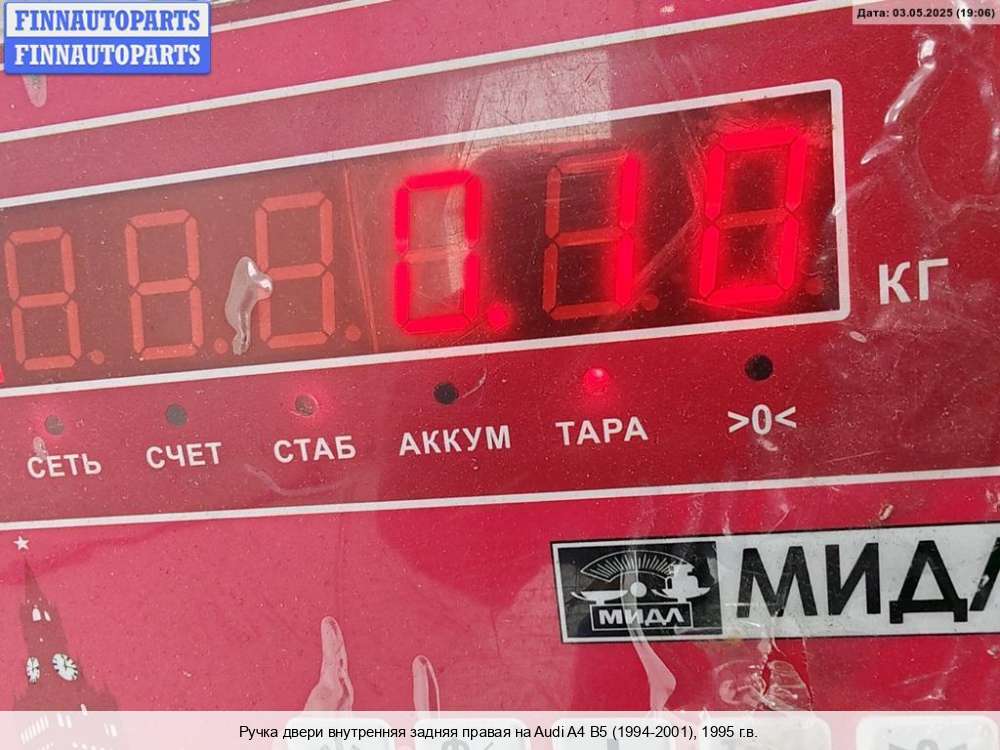 FINNAUTOPARTS
FINNAUTOPARTS
Дата: 03.05.2025 (19:06)
0.10
КГ
СЕТЬ СЧЕТ СТАБ АККУМ ТАРА >0<
МИДЛ МИДЛ
Ручка двери внутренняя задняя правая на Audi A4 B5 (1994-2001), 1995 г.в.